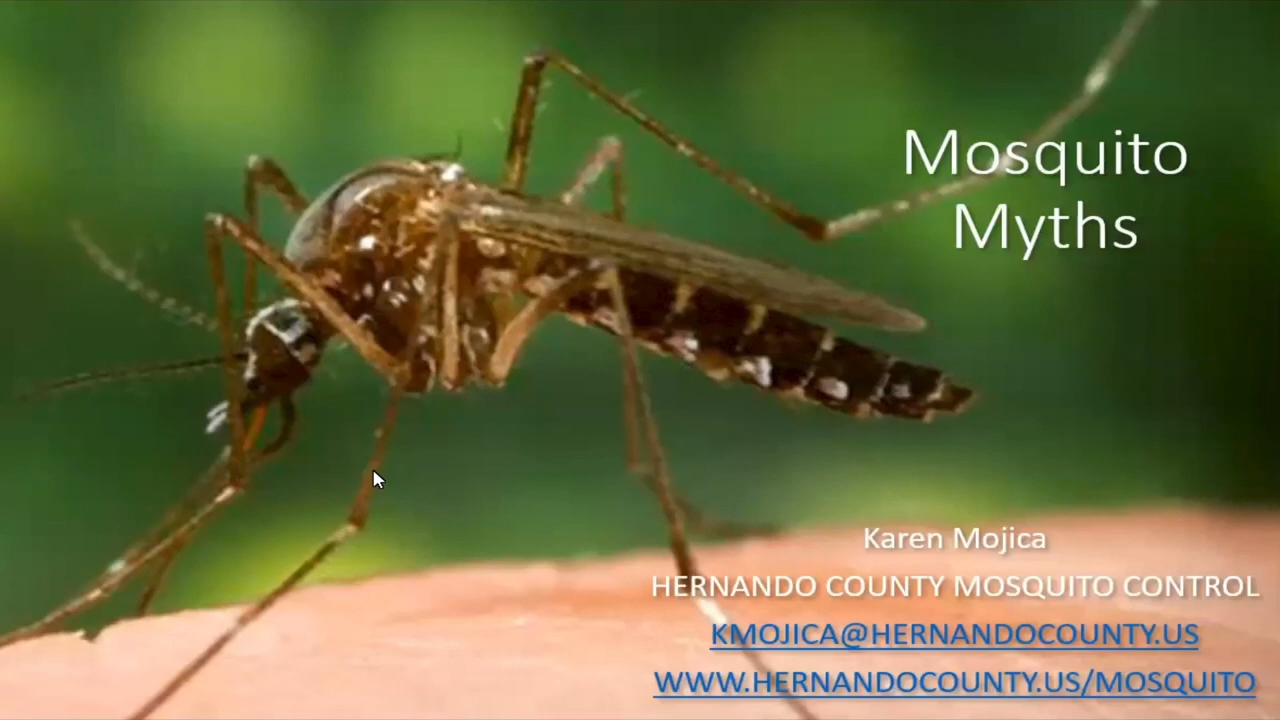 Mosquito
Myths
Karen Mojica
HERNANDO COUNTY MOSQUITO CONTROL
KMOJICA@HERNANDOCOUNTY.US
WWW.HERNANDOCOUNTY.US/MOSQUITO